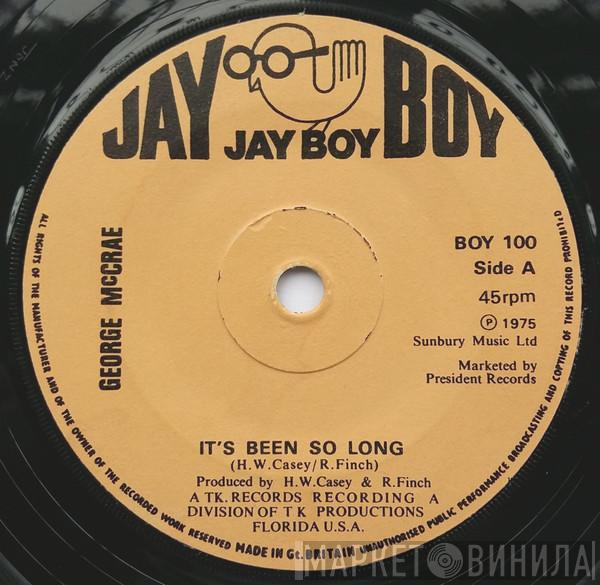 JAY BOY
JAY BOY
GEORGE McCRAE
BOY 100
Side A
45rpm
℗ 1975
Sunbury Music Ltd
Marketed by
President Records
IT'S BEEN SO LONG
(H.W.Casey/R.Finch)
Produced by H.W.Casey & R.Finch
A TK. RECORDS RECORDING A
DIVISION OF T K PRODUCTIONS
FLORIDA U.S.A.
ALL RIGHTS OF THE MANUFACTURER AND OF THE OWNER OF THE RECORDED WORK RESERVED MADE IN Gt. BRITAIN UNAUTHORISED PUBLIC PERFORMANCE BROADCASTING AND COPYING OF THIS RECORD PROHIBITED
МАРКЕТ ВИНИЛА